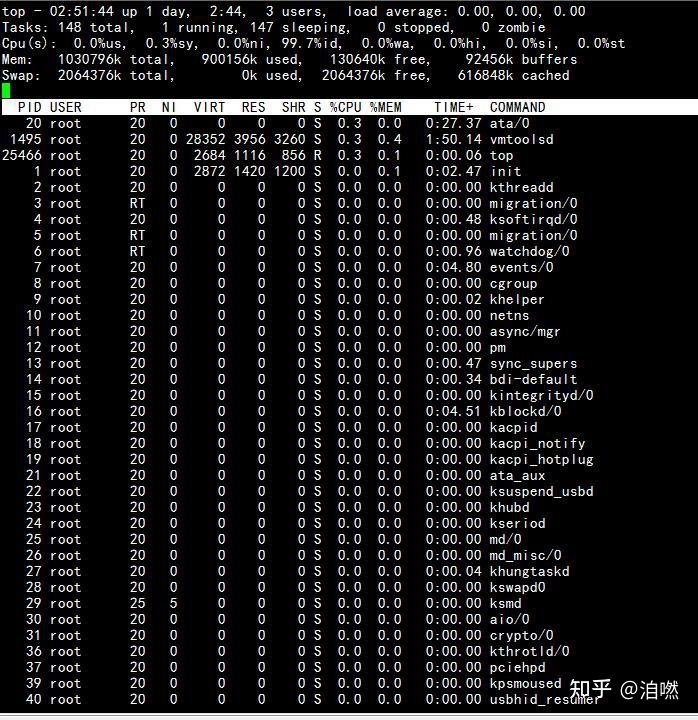 top - 02:51:44 up 1 day,  2:44,  3 users,  load average: 0.00, 0.00, 0.00
Tasks: 148 total,   1 running, 147 sleeping,   0 stopped,   0 zombie
Cpu(s):  0.0%us,  0.3%sy,  0.0%ni, 99.7%id,  0.0%wa,  0.0%hi,  0.0%si,  0.0%st
Mem:   1030796k total,   900156k used,   130640k free,    92456k buffers
Swap:  2064376k total,        0k used,  2064376k free,   616848k cached
PID USER      PR  NI  VIRT  RES  SHR S %CPU %MEM    TIME+  COMMAND
20 root      20   0     0    0    0 S  0.3  0.0   0:27.37 ata/0
1495 root      20   0 28352 3956 3260 S  0.3  0.4   1:50.14 vmtoolsd
25466 root      20   0  2684 1116  856 R  0.3  0.1   0:00.06 top
1 root      20   0  2872 1420 1200 S  0.0  0.1   0:02.47 init
2 root      20   0     0    0    0 S  0.0  0.0   0:00.00 kthreadd
3 root      RT   0     0    0    0 S  0.0  0.0   0:00.00 migration/0
4 root      20   0     0    0    0 S  0.0  0.0   0:00.48 ksoftirqd/0
5 root      RT   0     0    0    0 S  0.0  0.0   0:00.00 migration/0
6 root      RT   0     0    0    0 S  0.0  0.0   0:00.96 watchdog/0
7 root      20   0     0    0    0 S  0.0  0.0   0:04.80 events/0
8 root      20   0     0    0    0 S  0.0  0.0   0:00.00 cgroup
9 root      20   0     0    0    0 S  0.0  0.0   0:00.02 khelper
10 root      20   0     0    0    0 S  0.0  0.0   0:00.00 netns
11 root      20   0     0    0    0 S  0.0  0.0   0:00.00 async/mgr
12 root      20   0     0    0    0 S  0.0  0.0   0:00.00 pm
13 root      20   0     0    0    0 S  0.0  0.0   0:00.47 sync_supers
14 root      20   0     0    0    0 S  0.0  0.0   0:00.34 bdi-default
15 root      20   0     0    0    0 S  0.0  0.0   0:00.00 kintegrityd/0
16 root      20   0     0    0    0 S  0.0  0.0   0:04.51 kblockd/0
17 root      20   0     0    0    0 S  0.0  0.0   0:00.00 kacpid
18 root      20   0     0    0    0 S  0.0  0.0   0:00.00 kacpi_notify
19 root      20   0     0    0    0 S  0.0  0.0   0:00.00 kacpi_hotplug
21 root      20   0     0    0    0 S  0.0  0.0   0:00.00 ata_aux
22 root      20   0     0    0    0 S  0.0  0.0   0:00.00 ksuspend_usbd
23 root      20   0     0    0    0 S  0.0  0.0   0:00.00 khubd
24 root      20   0     0    0    0 S  0.0  0.0   0:00.00 kseriod
25 root      20   0     0    0    0 S  0.0  0.0   0:00.00 md/0
26 root      20   0     0    0    0 S  0.0  0.0   0:00.00 md_misc/0
27 root      20   0     0    0    0 S  0.0  0.0   0:00.04 khungtaskd
28 root      20   0     0    0    0 S  0.0  0.0   0:00.00 kswapd0
29 root      25   5     0    0    0 S  0.0  0.0   0:00.00 ksmd
30 root      20   0     0    0    0 S  0.0  0.0   0:00.00 aio/0
31 root      20   0     0    0    0 S  0.0  0.0   0:00.00 crypto/0
36 root      20   0     0    0    0 S  0.0  0.0   0:00.00 kthrotld/0
37 root      20   0     0    0    0 S  0.0  0.0   0:00.00 pciehpd
39 root      20   0     0    0    0 S  0.0  0.0   0:00.00 kpsmoused
40 root      20   0     0    0    0 S  0.0  0.0   0:00.00 usbhid_resumer
知乎 @洎嘫